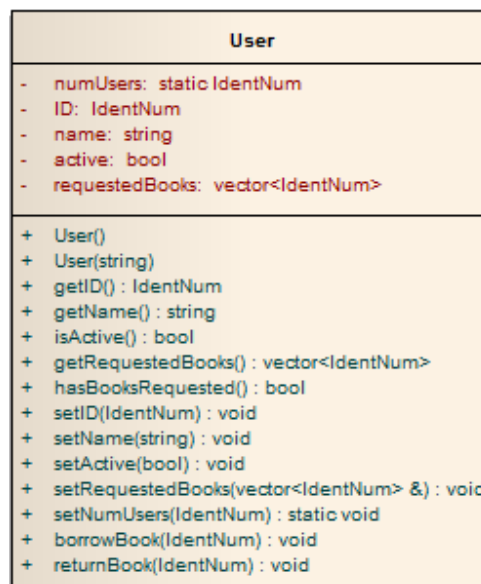 User
- numUsers: static IdentNum
- ID: IdentNum
- name: string
- active: bool
- requestedBooks: vector<IdentNum>
+ User()
+ User(string)
+ getID() : IdentNum
+ getName() : string
+ isActive() : bool
+ getRequestedBooks() : vector<IdentNum>
+ hasBooksRequested() : bool
+ setID(IdentNum) : void
+ setName(string) : void
+ setActive(bool) : void
+ setRequestedBooks(vector<IdentNum> &) : void
+ setNumUsers(IdentNum) : static void
+ borrowBook(IdentNum) : void
+ returnBook(IdentNum) : void